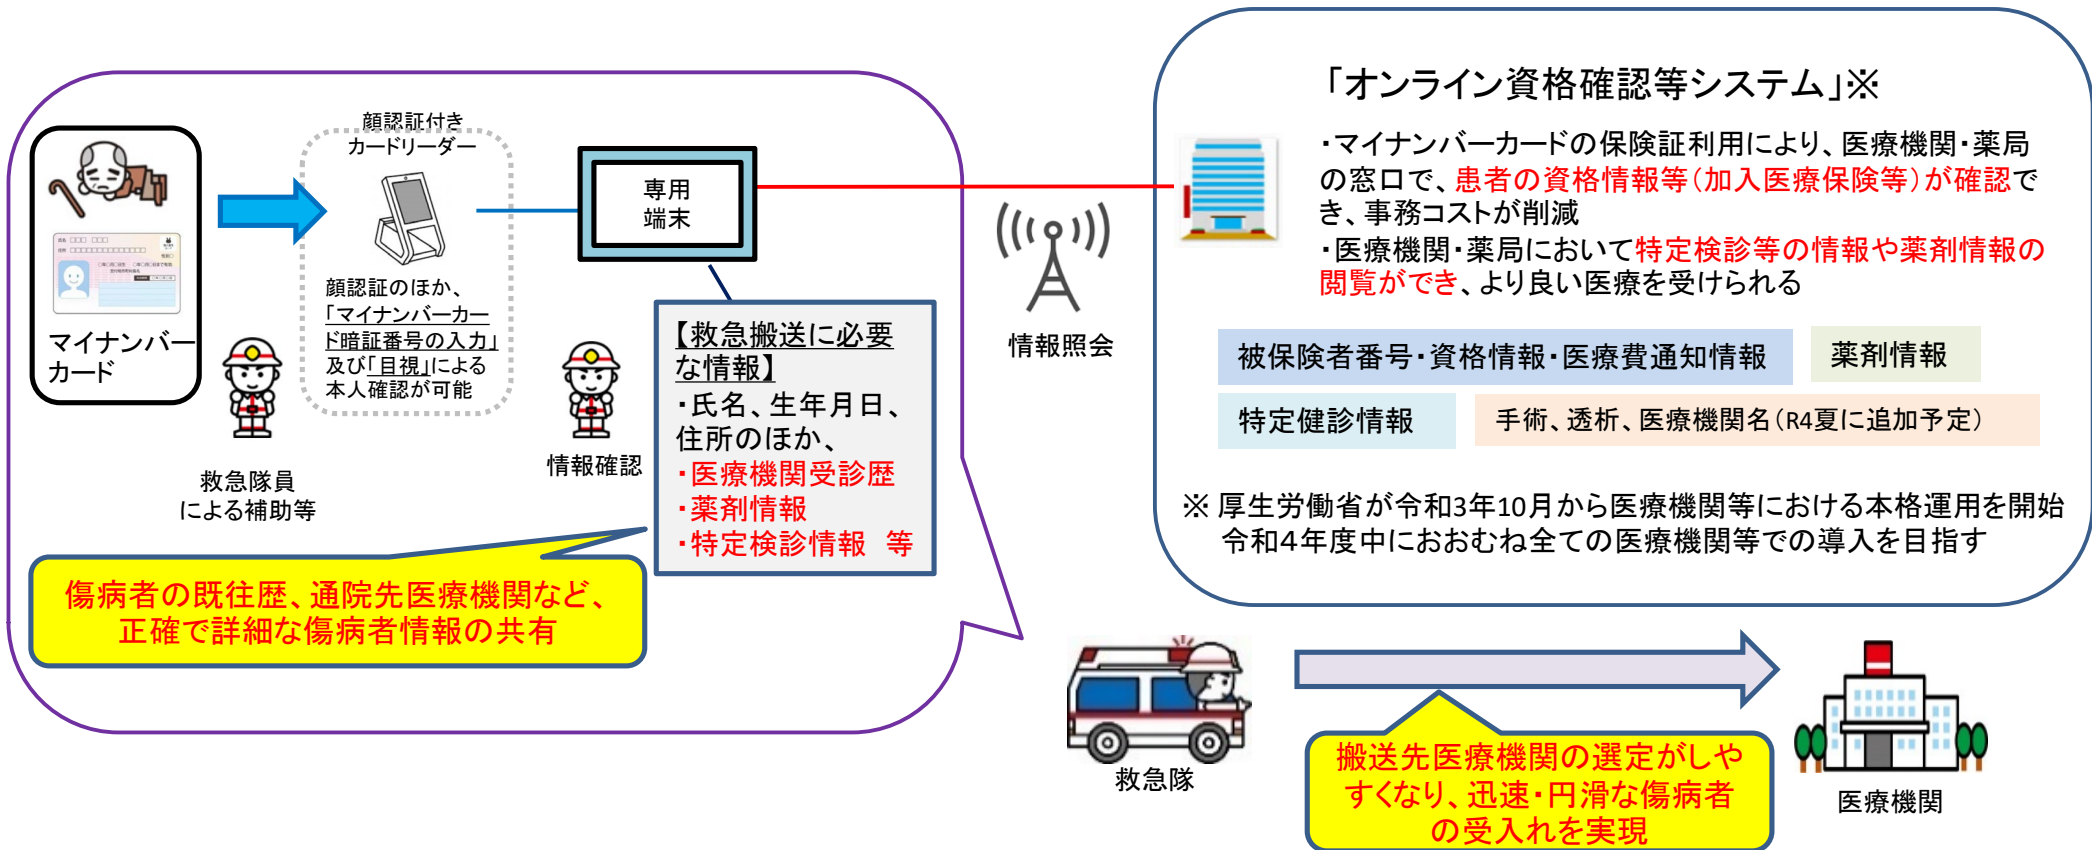 顔認証付き
カードリーダー
マイナンバー
カード
専用
端末
顔認証のほか、
「マイナンバーカー
ド暗証番号の入力」
及び「目視」による
本人確認が可能
救急隊員
による補助等
情報確認
【救急搬送に必要
な情報】
・氏名、生年月日、
住所のほか、
・医療機関受診歴
・薬剤情報
・特定検診情報　等
傷病者の既往歴、通院先医療機関など、
正確で詳細な傷病者情報の共有
情報照会
「オンライン資格確認等システム」※
・マイナンバーカードの保険証利用により、医療機関・薬局
の窓口で、患者の資格情報等（加入医療保険等）が確認で
き、事務コストが削減
・医療機関・薬局において特定検診等の情報や薬剤情報の
閲覧ができ、より良い医療を受けられる
被保険者番号・資格情報・医療費通知情報
薬剤情報
特定健診情報
手術、透析、医療機関名（R4夏に追加予定）
※ 厚生労働省が令和3年10月から医療機関等における本格運用を開始
令和４年度中におおむね全ての医療機関等での導入を目指す
救急隊
搬送先医療機関の選定がしや
すくなり、迅速・円滑な傷病者
の受入れを実現
医療機関